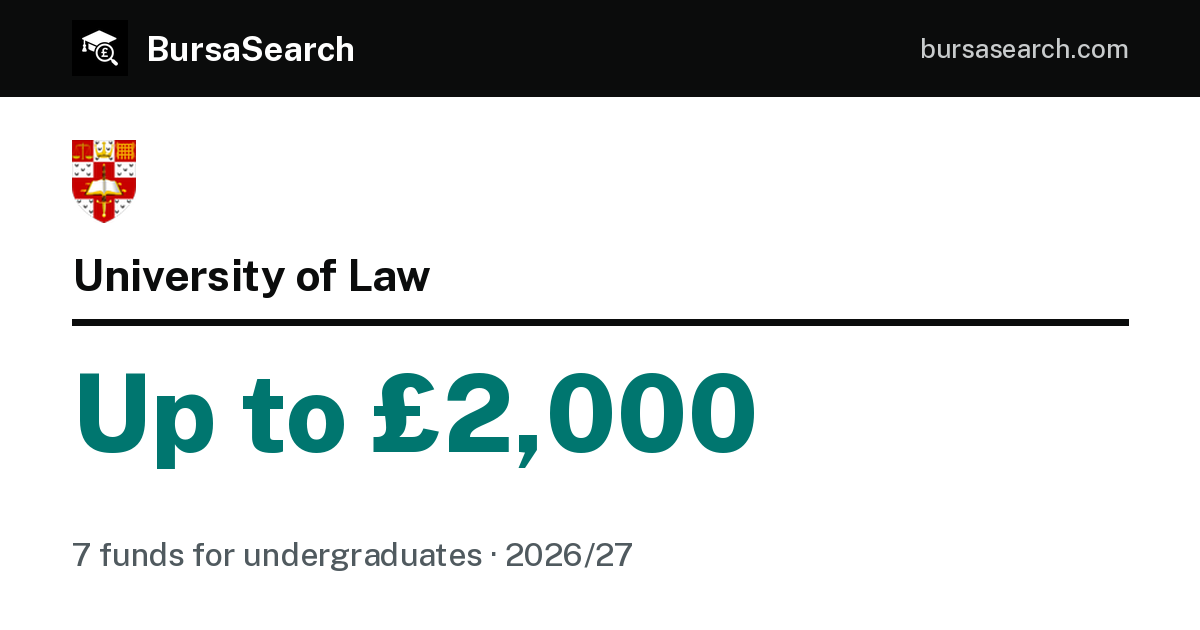 BursaSearch
bursasearch.com
University of Law
Up to £2,000
7 funds for undergraduates · 2026/27